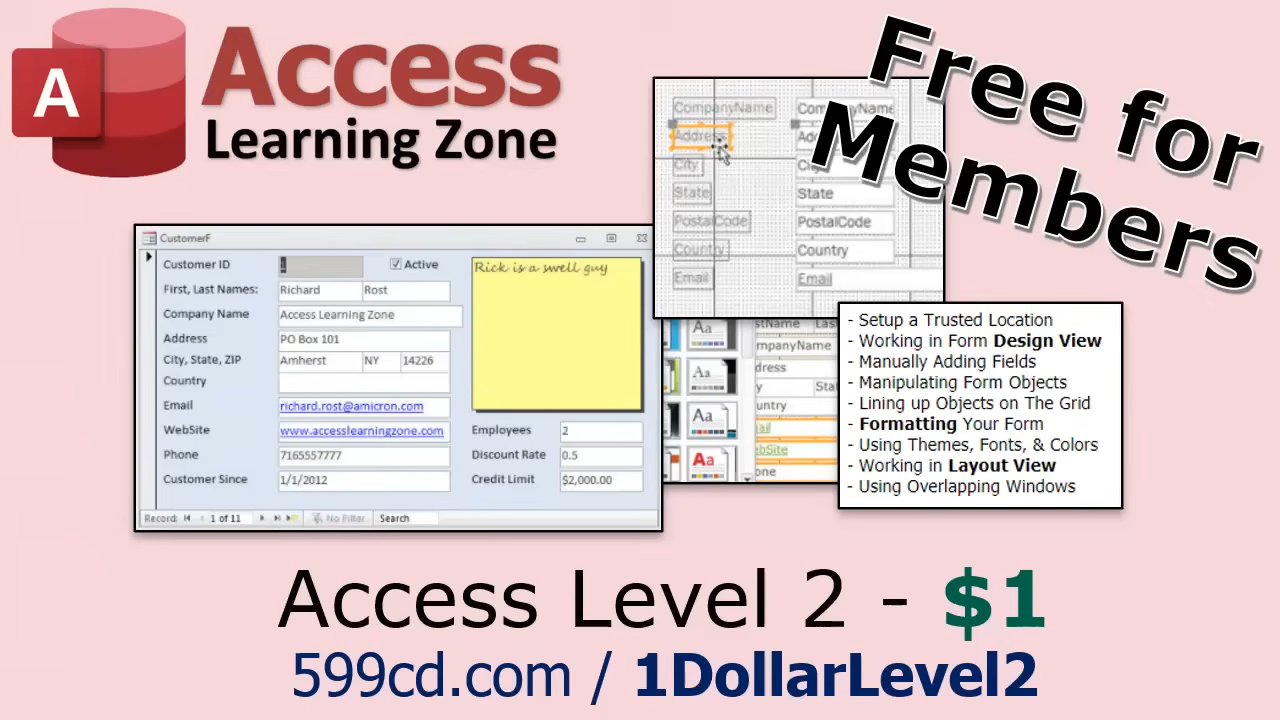 A
Access
Learning Zone
Free for
Members
CompanyName CompanyName
Address
City
State State
PostalCode PostalCode
Country Country
Email Email
CustomerF
Customer ID Active
First, Last Names: Richard Rost
Company Name Access Learning Zone
Address PO Box 101
City, State, ZIP Amherst NY 14226
Country
Email richard.rost@amicron.com
WebSite www.accesslearningzone.com
Phone 7165557777
Customer Since 1/1/2012
Rick is a swell guy
Employees 2
Discount Rate 0.5
Credit Limit $2,000.00
Record: 1 of 11 No Filter Search
Aa
Aa
Aa
Aa
- Setup a Trusted Location
- Working in Form Design View
- Manually Adding Fields
- Manipulating Form Objects
- Lining up Objects on The Grid
- Formatting Your Form
- Using Themes, Fonts, & Colors
- Working in Layout View
- Using Overlapping Windows
Access Level 2 - $1
599cd.com / 1DollarLevel2